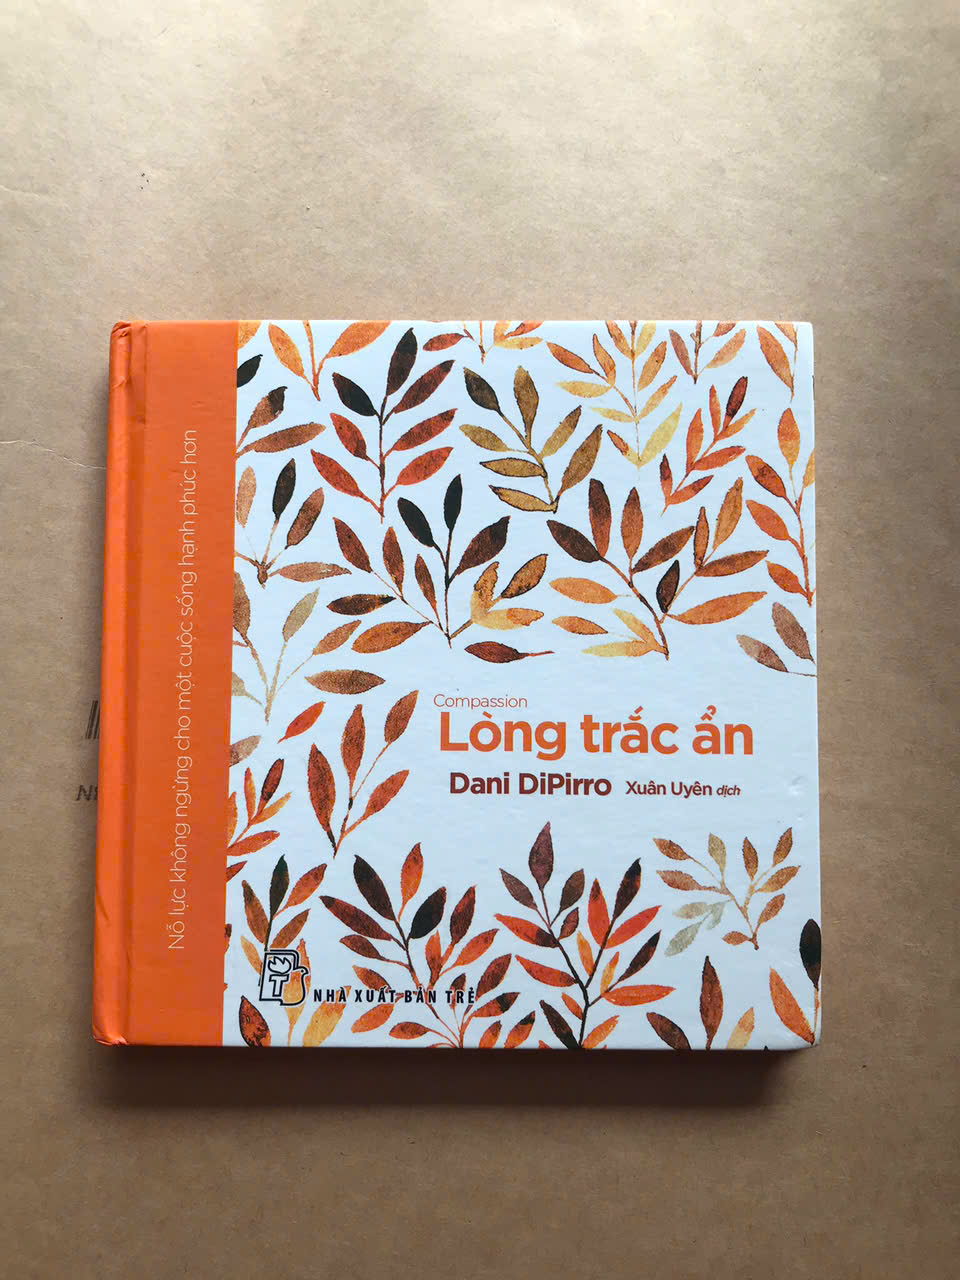 Nỗ lực không ngừng cho một cuộc sống hạnh phúc hơn
Compassion
Lòng trắc ẩn
Dani DiPirro Xuân Uyên dịch
NHÀ XUẤT BẢN TRẺ